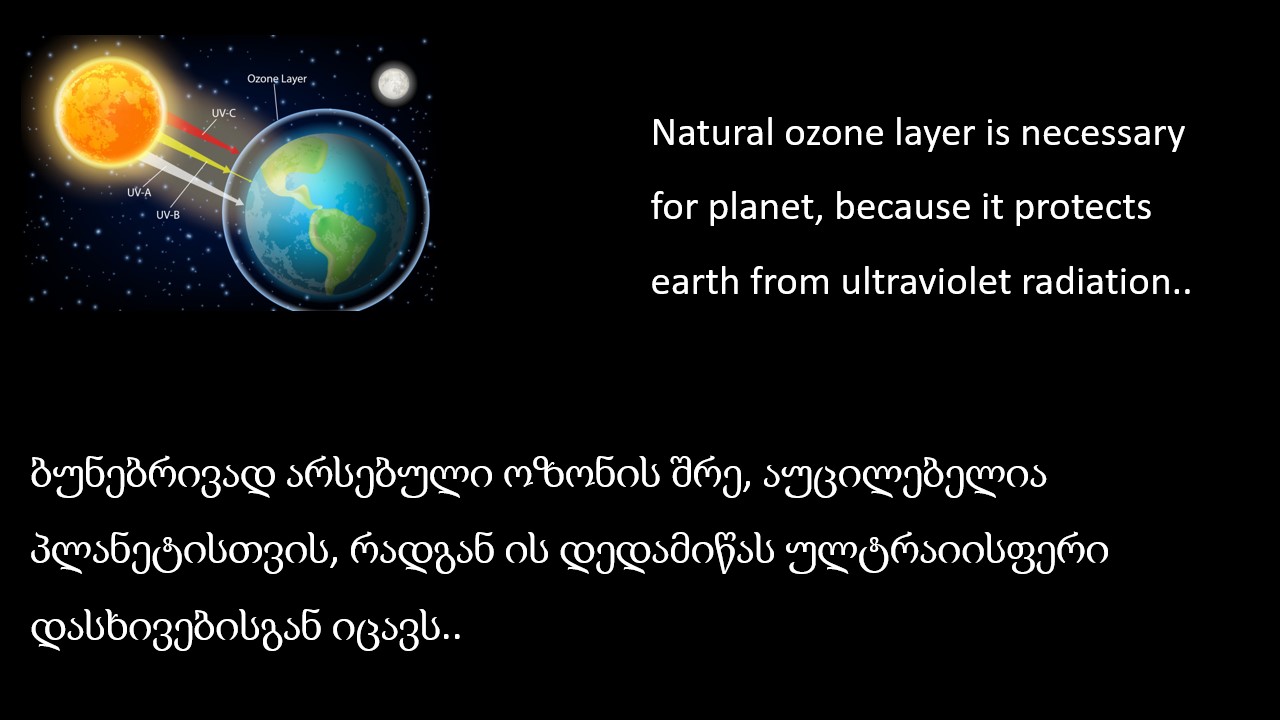 Ozone Layer
UV-C
UV-A
UV-B
Natural ozone layer is necessary
for planet, because it protects
earth from ultraviolet radiation..
ბუნებრივად არსებული ოზონის შრე, აუცილებელია
პლანეტისთვის, რადგან ის დედამიწას ულტრაიისფერი
დასხივებისგან იცავს..